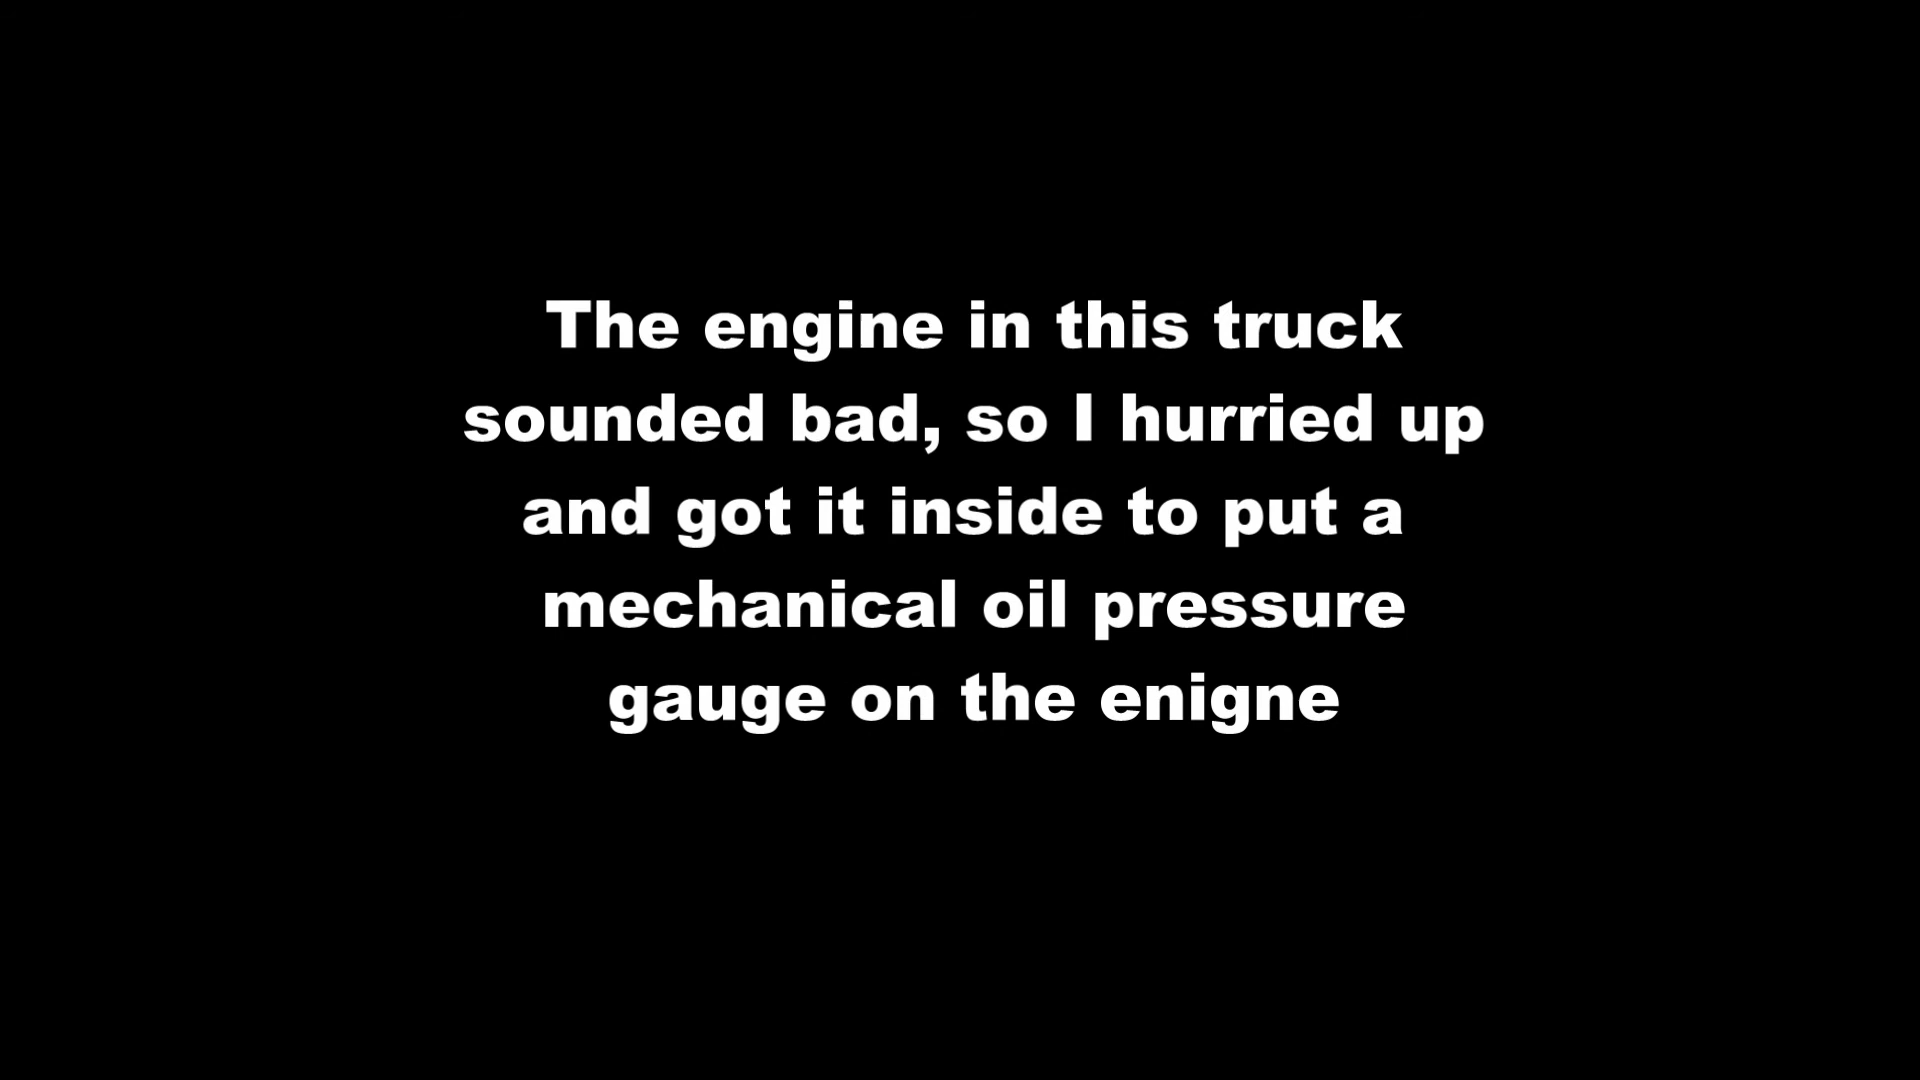 The engine in this truck
sounded bad, so I hurried up
and got it inside to put a
mechanical oil pressure
gauge on the enigne